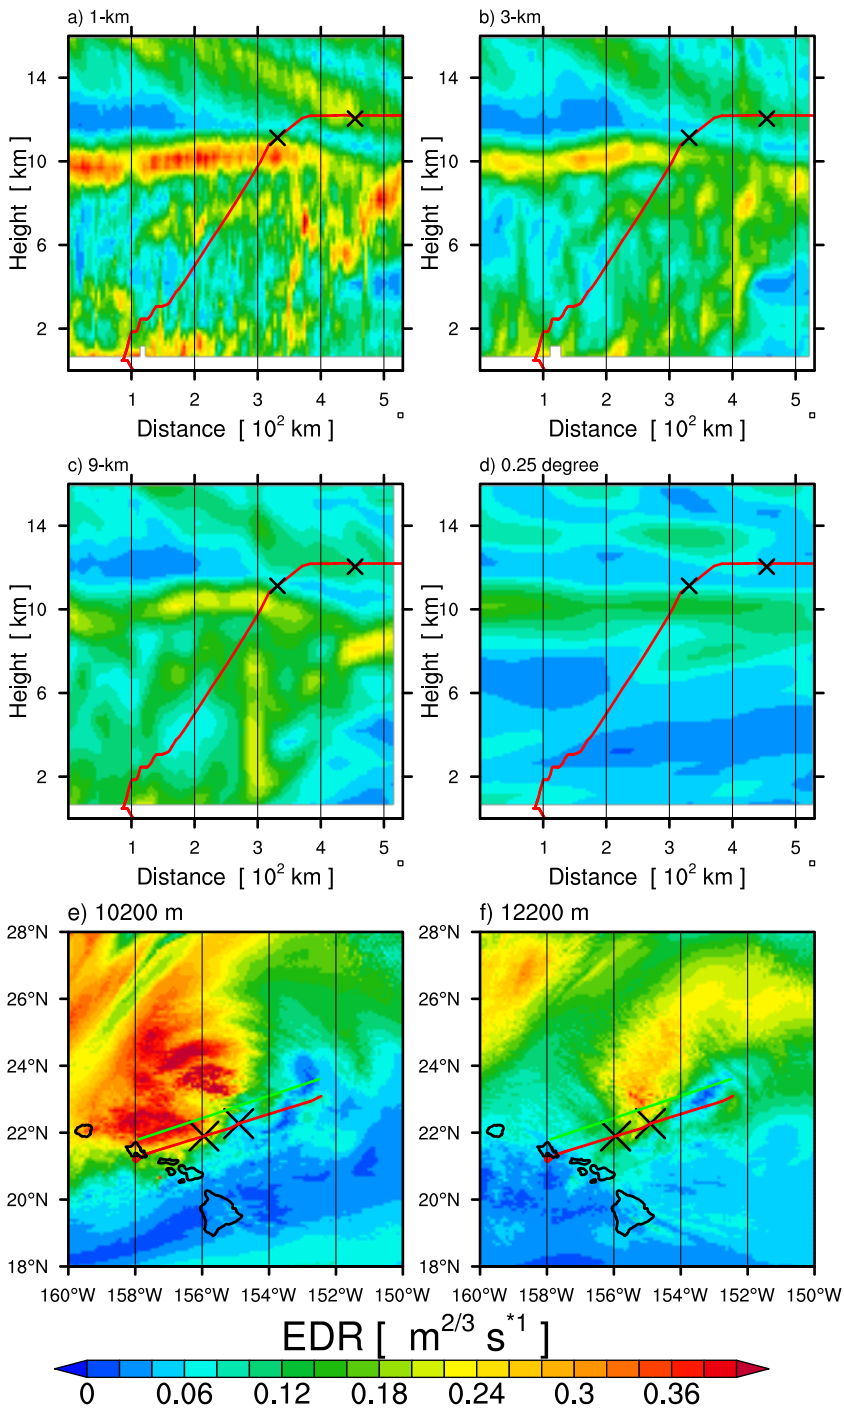 a) 1-km
b) 3-km
14
10
6
2
Height [ km ]
14
10
6
2
Height [ km ]
1 2 3 4 5
1 2 3 4 5
Distance [ 10² km ]
Distance [ 10² km ]
c) 9-km
d) 0.25 degree
14
10
6
2
Height [ km ]
14
10
6
2
Height [ km ]
1 2 3 4 5
1 2 3 4 5
Distance [ 10² km ]
Distance [ 10² km ]
e) 10200 m
f) 12200 m
28°N
26°N
24°N
22°N
20°N
18°N
28°N
26°N
24°N
22°N
20°N
18°N
160°W 158°W 156°W 154°W 152°W 150°W
160°W 158°W 156°W 154°W 152°W 150°W
EDR [ m^2/3 s^*1 ]
0 0.06 0.12 0.18 0.24 0.3 0.36